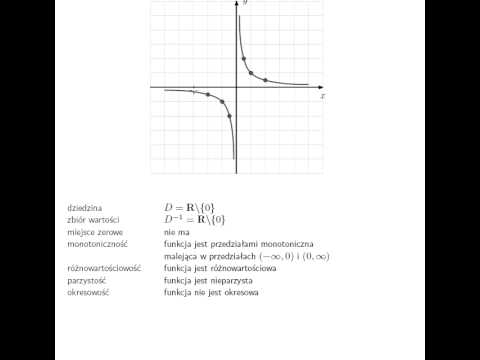 y
x
dziedzina D = R\{0}
zbiór wartości D⁻¹ = R\{0}
miejsce zerowe nie ma
monotoniczność funkcja jest przedziałami monotoniczna
malejąca w przedziałach (−∞, 0) i (0, ∞)
różnowartościowość funkcja jest różnowartościowa
parzystość funkcja jest nieparzysta
okresowość funkcja nie jest okresowa